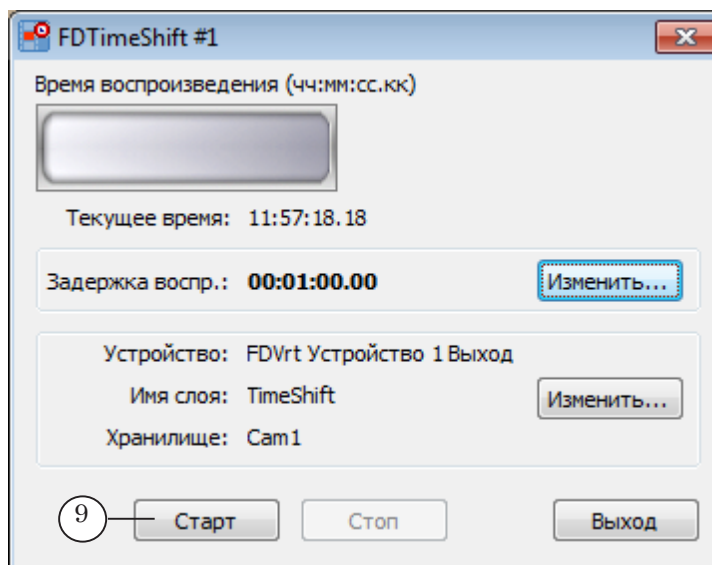 FDTimeShift #1
Время воспроизведения (чч:мм:сс.кк)
Текущее время: 11:57:18.18
Задержка воспр.: 00:01:00.00 Изменить...
Устройство: FDVrt Устройство 1 Выход
Имя слоя: TimeShift Изменить...
Хранилище: Cam1
9 Старт Стоп Выход